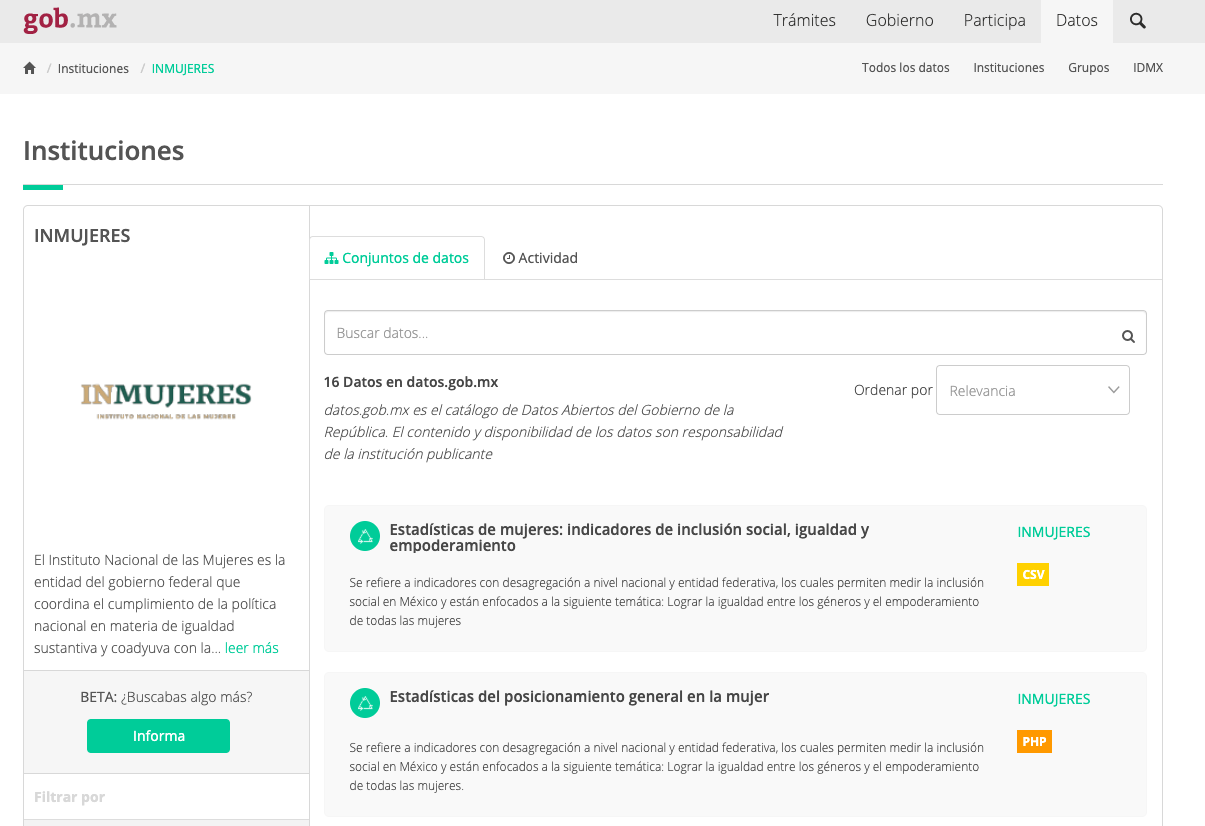 gob.mx
Trámites
Gobierno
Participa
Datos
/ Instituciones / INMUJERES
Todos los datos
Instituciones
Grupos
IDMX
Instituciones
INMUJERES
INMUJERES
INSTITUTO NACIONAL DE LAS MUJERES
El Instituto Nacional de las Mujeres es la
entidad del gobierno federal que
coordina el cumplimiento de la política
nacional en materia de igualdad
sustantiva y coadyuva con la... leer más
BETA: ¿Buscabas algo más?
Informa
Filtrar por
Conjuntos de datos
Actividad
Buscar datos...
16 Datos en datos.gob.mx
Ordenar por
Relevancia
datos.gob.mx es el catálogo de Datos Abiertos del Gobierno de la
República. El contenido y disponibilidad de los datos son responsabilidad
de la institución publicante
Estadísticas de mujeres: indicadores de inclusión social, igualdad y
empoderamiento
INMUJERES
CSV
Se refiere a indicadores con desagregación a nivel nacional y entidad federativa, los cuales permiten medir la inclusión
social en México y están enfocados a la siguiente temática: Lograr la igualdad entre los géneros y el empoderamiento
de todas las mujeres
Estadísticas del posicionamiento general en la mujer
INMUJERES
PHP
Se refiere a indicadores con desagregación a nivel nacional y entidad federativa, los cuales permiten medir la inclusión
social en México y están enfocados a la siguiente temática: Lograr la igualdad entre los géneros y el empoderamiento
de todas las mujeres.